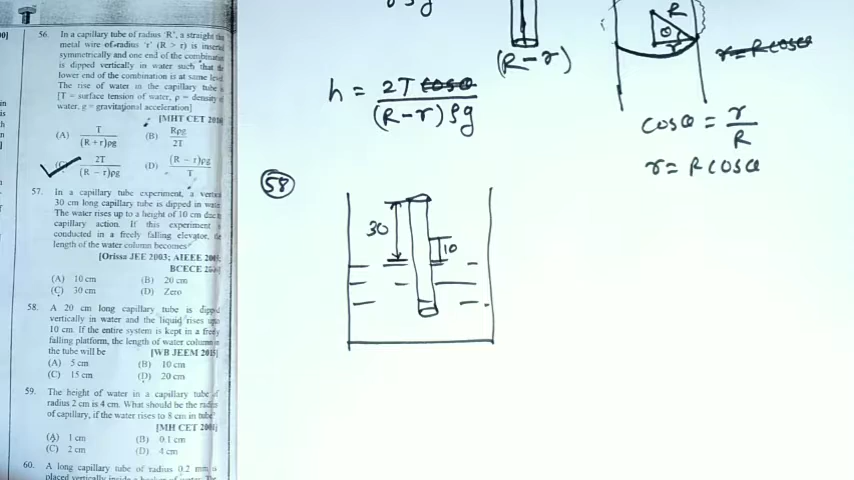 56. In a capillary tube of radius 'R', a straight
metal wire of radius 'r' (R > r) is inserted
symmetrically and one end of the combination
is dipped vertically in water such that the
lower end of the combination is at same level
The rise of water in the capillary tube is
[T = surface tension of water, ρ = density of
water, g = gravitational acceleration]
[MHT CET
(A) T / (R + r)ρg (B) Rρg / 2T
(C) 2T / (R − r)ρg (D) (R − r)ρg / T
57. In a capillary tube experiment, a vertical
30 cm long capillary tube is dipped in water
The water rises up to a height of 10 cm due
capillary action. If this experiment
conducted in a freely falling elevator, the
length of the water column becomes
[Orissa JEE 2003; AIEEE
BCECE
(A) 10 cm (B) 20 cm
(C) 30 cm (D) Zero
58. A 20 cm long capillary tube is dipped
vertically in water and the liquid rises upto
10 cm. If the entire system is kept in a freely
falling platform, the length of water column in
the tube will be [WB JEEM 2015]
(A) 5 cm (B) 10 cm
(C) 15 cm (D) 20 cm
59. The height of water in a capillary tube of
radius 2 cm is 4 cm. What should be the radius
of capillary, if the water rises to 8 cm in tube
[MH CET
(A) 1 cm (B) 0.1 cm
(C) 2 cm (D) 4 cm
60. A long capillary tube of radius 0.2 mm is
placed vertically inside a beaker of water. The
ρg
(R-r)
h = 2T cosθ / (R-r) ρg
R
θ
r
r = R cosθ
cosθ = r / R
r = R cosθ
58
30
10